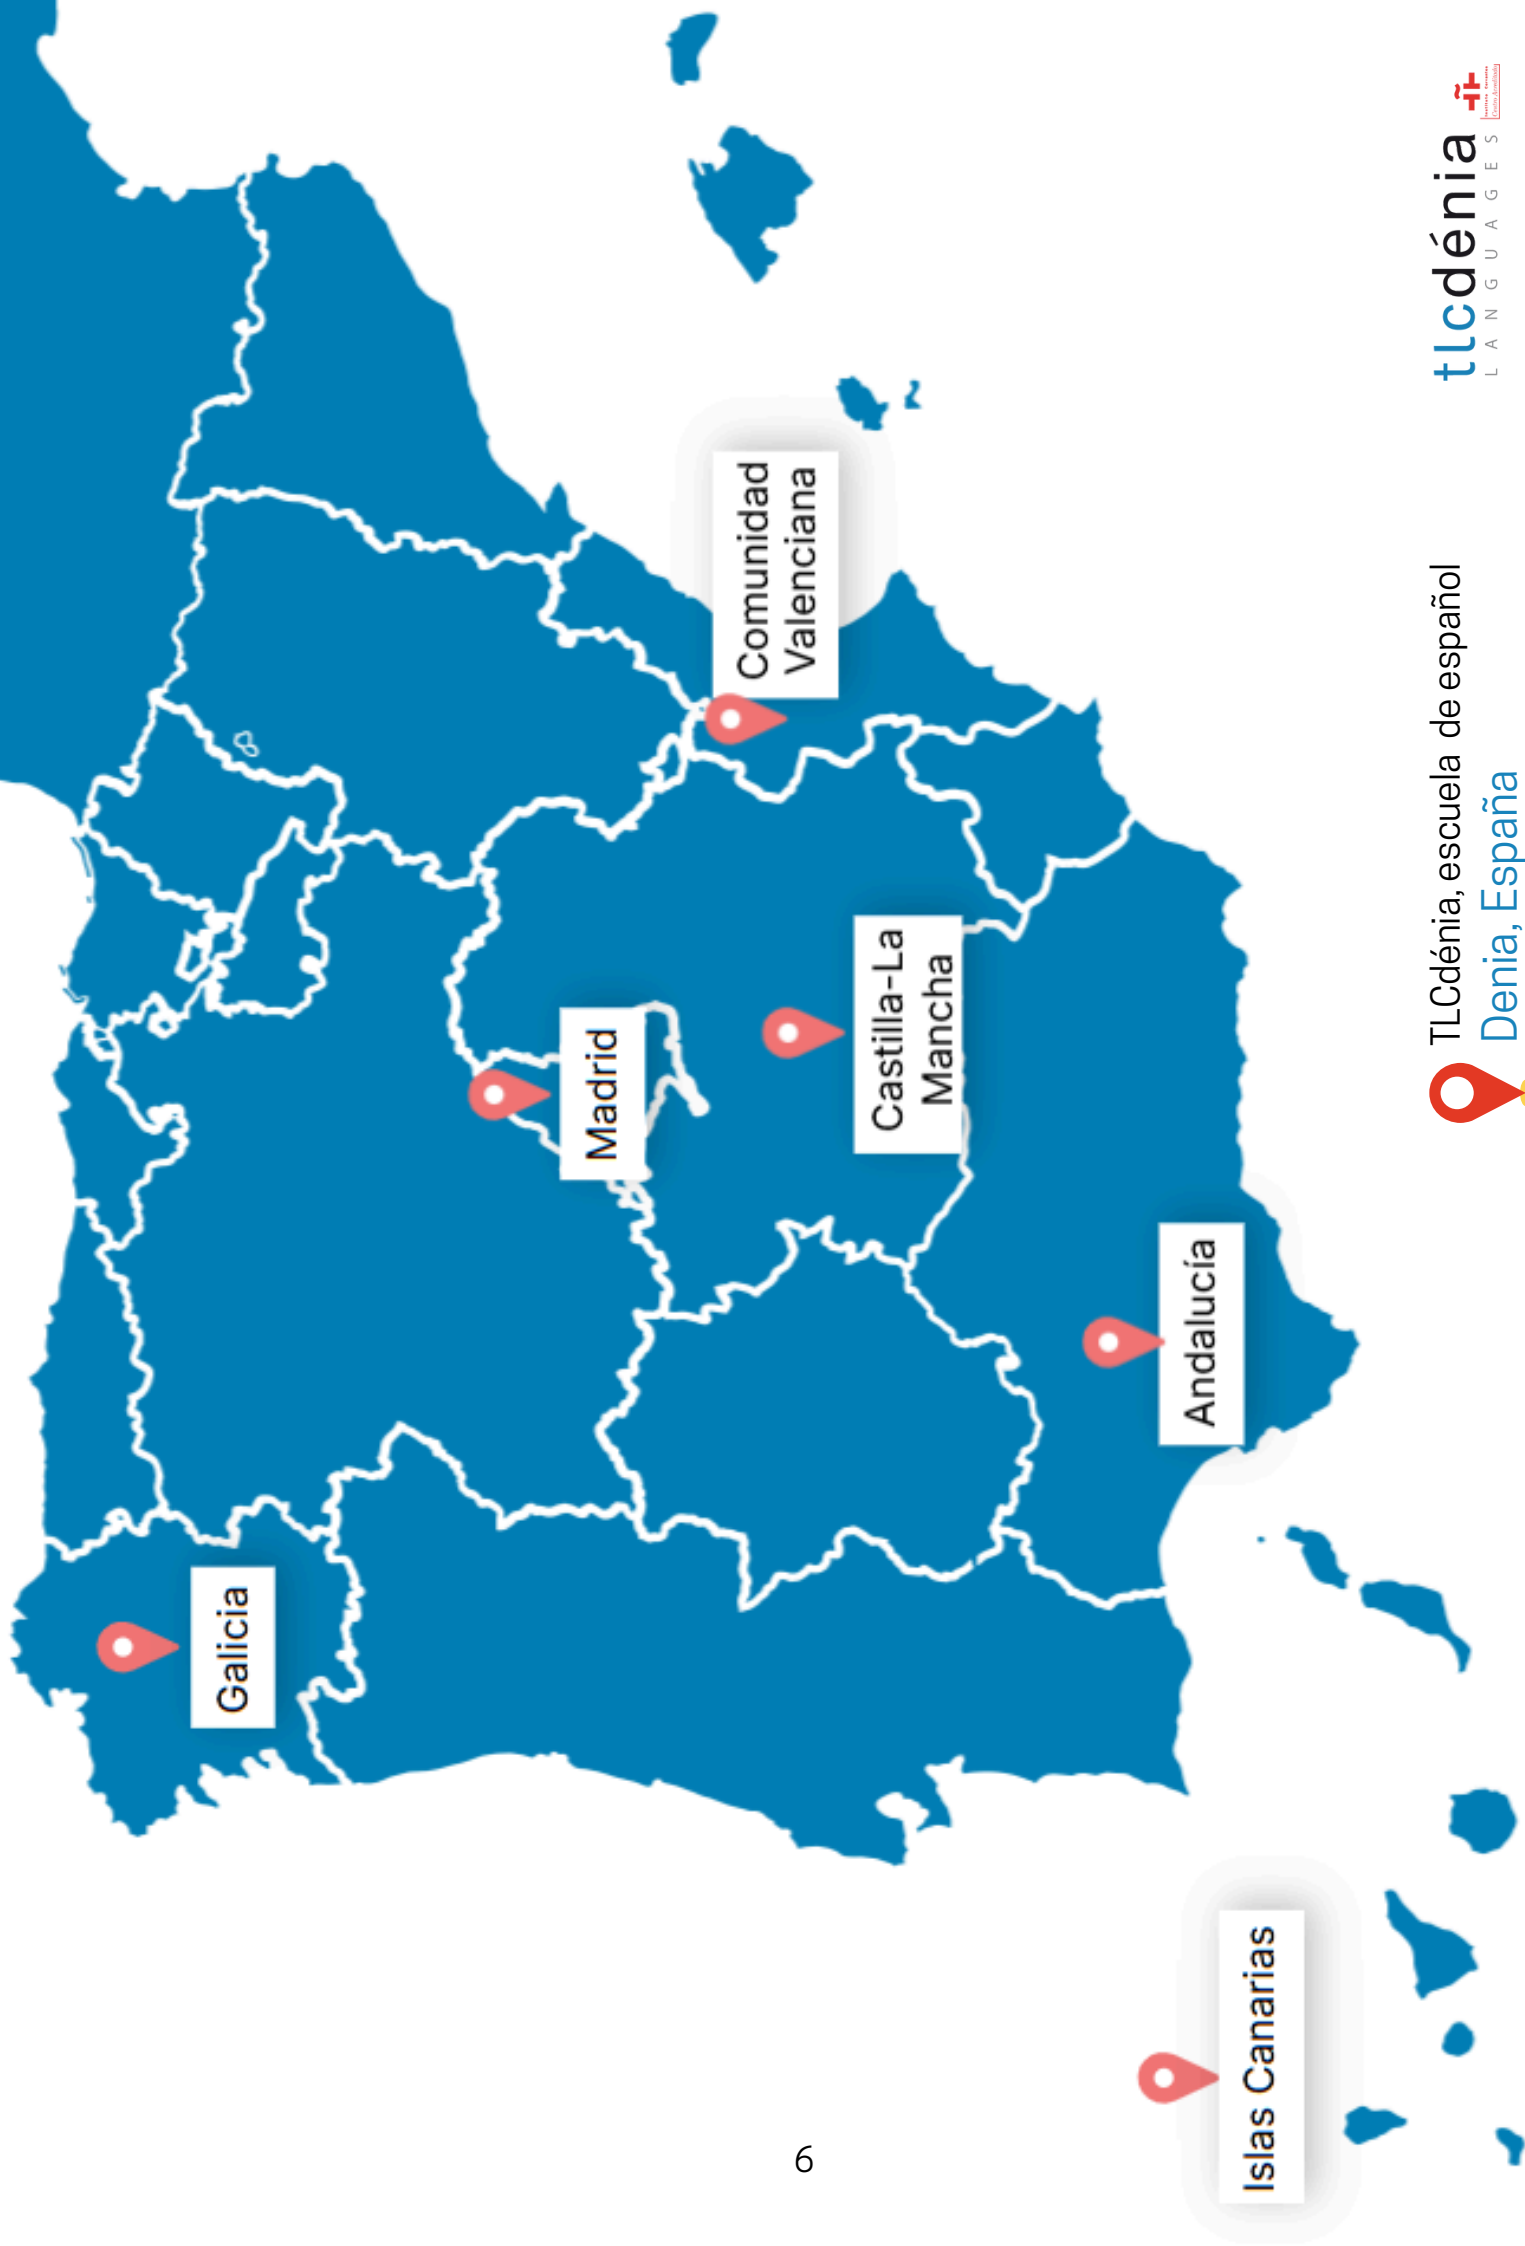 Galicia
Madrid
Comunidad
Valenciana
Castilla-La
Mancha
Andalucía
Islas Canarias
TLCdénia, escuela de español
Denia, España
tlcdénia
LANGUAGES
6